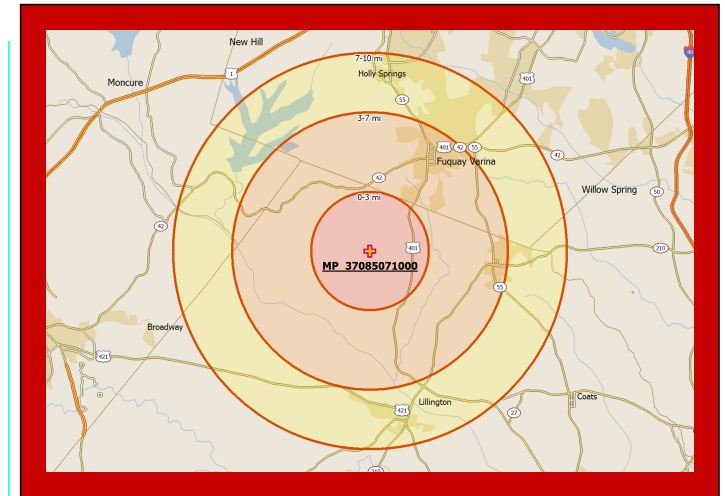 New Hill
40
7-10 mi
1
Holly Springs
401
Moncure
55
3-7 mi
401 42 55
42
Fuquay Varina
42
0-3 mi
Willow Spring
50
42
401
210
MP 37085071000
55
Broadway
421
Coats
Lillington
421
27
210